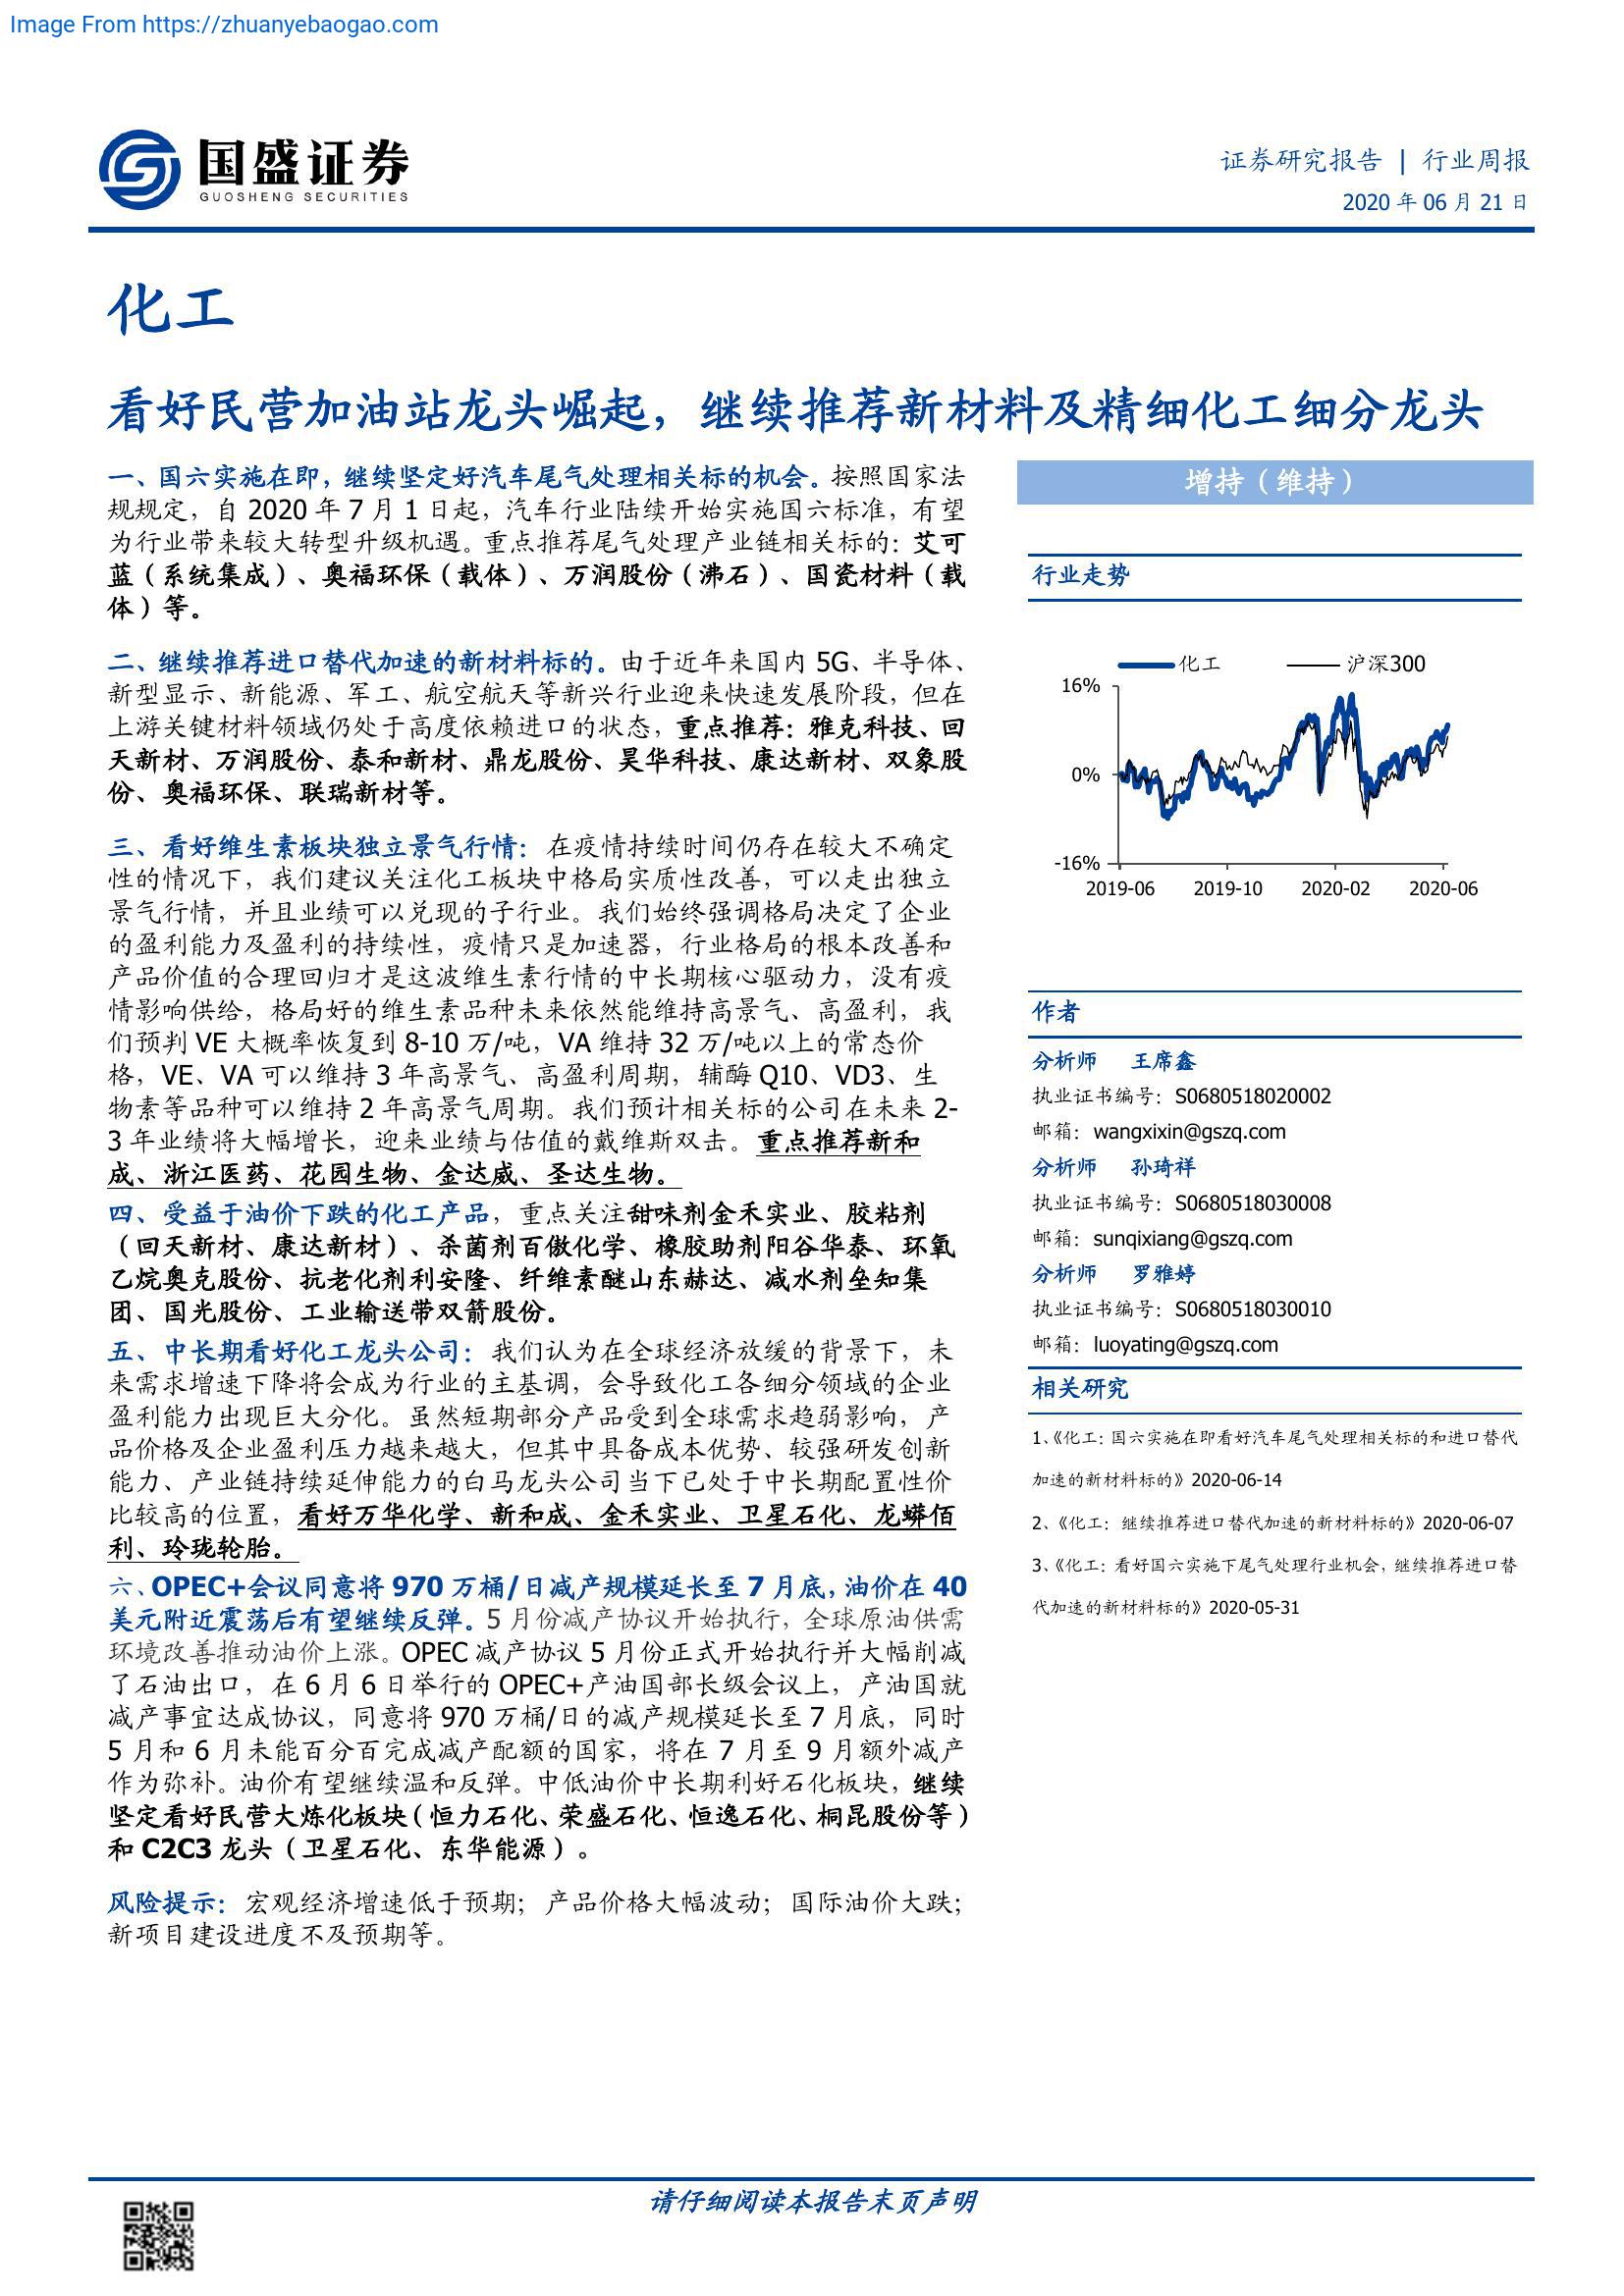 Image From https://zhuanyebaogao.com
国盛证券
GUOSHENG SECURITIES
证券研究报告 | 行业周报
2020 年 06 月 21 日
化工
看好民营加油站龙头崛起，继续推荐新材料及精细化工细分龙头
一、国六实施在即，继续坚定好汽车尾气处理相关标的机会。按照国家法
规规定，自 2020 年 7 月 1 日起，汽车行业陆续开始实施国六标准，有望
为行业带来较大转型升级机遇。重点推荐尾气处理产业链相关标的：艾可
蓝（系统集成）、奥福环保（载体）、万润股份（沸石）、国瓷材料（载
体）等。
二、继续推荐进口替代加速的新材料标的。由于近年来国内 5G、半导体、
新型显示、新能源、军工、航空航天等新兴行业迎来快速发展阶段，但在
上游关键材料领域仍处于高度依赖进口的状态，重点推荐：雅克科技、回
天新材、万润股份、泰和新材、鼎龙股份、昊华科技、康达新材、双象股
份、奥福环保、联瑞新材等。
三、看好维生素板块独立景气行情：在疫情持续时间仍存在较大不确定
性的情况下，我们建议关注化工板块中格局实质性改善，可以走出独立
景气行情，并且业绩可以兑现的子行业。我们始终强调格局决定了企业
的盈利能力及盈利的持续性，疫情只是加速器，行业格局的根本改善和
产品价值的合理回归才是这波维生素行情的中长期核心驱动力，没有疫
情影响供给，格局好的维生素品种未来依然能维持高景气、高盈利，我
们预判 VE 大概率恢复到 8-10 万/吨，VA 维持 32 万/吨以上的常态价
格，VE、VA 可以维持 3 年高景气、高盈利周期，辅酶 Q10、VD3、生
物素等品种可以维持 2 年高景气周期。我们预计相关标的公司在未来 2-
3 年业绩将大幅增长，迎来业绩与估值的戴维斯双击。重点推荐新和
成、浙江医药、花园生物、金达威、圣达生物。
四、受益于油价下跌的化工产品，重点关注甜味剂金禾实业、胶粘剂
（回天新材、康达新材）、杀菌剂百傲化学、橡胶助剂阳谷华泰、环氧
乙烷奥克股份、抗老化剂利安隆、纤维素醚山东赫达、减水剂垒知集
团、国光股份、工业输送带双箭股份。
五、中长期看好化工龙头公司：我们认为在全球经济放缓的背景下，未
来需求增速下降将会成为行业的主基调，会导致化工各细分领域的企业
盈利能力出现巨大分化。虽然短期部分产品受到全球需求趋弱影响，产
品价格及企业盈利压力越来越大，但其中具备成本优势、较强研发创新
能力、产业链持续延伸能力的白马龙头公司当下已处于中长期配置性价
比较高的位置，看好万华化学、新和成、金禾实业、卫星石化、龙蟒佰
利、玲珑轮胎。
六、OPEC+会议同意将 970 万桶/日减产规模延长至 7 月底，油价在 40
美元附近震荡后有望继续反弹。5 月份减产协议开始执行，全球原油供需
环境改善推动油价上涨。OPEC 减产协议 5 月份正式开始执行并大幅削减
了石油出口，在 6 月 6 日举行的 OPEC+产油国部长级会议上，产油国就
减产事宜达成协议，同意将 970 万桶/日的减产规模延长至 7 月底，同时
5 月和 6 月未能百分百完成减产配额的国家，将在 7 月至 9 月额外减产
作为弥补。油价有望继续温和反弹。中低油价中长期利好石化板块，继续
坚定看好民营大炼化板块（恒力石化、荣盛石化、恒逸石化、桐昆股份等）
和 C2C3 龙头（卫星石化、东华能源）。
风险提示：宏观经济增速低于预期；产品价格大幅波动；国际油价大跌；
新项目建设进度不及预期等。
增持（维持）
行业走势
化工 沪深300
16%
0%
-16%
2019-06 2019-10 2020-02 2020-06
作者
分析师 王席鑫
执业证书编号：S0680518020002
邮箱：wangxixin@gszq.com
分析师 孙琦祥
执业证书编号：S0680518030008
邮箱：sunqixiang@gszq.com
分析师 罗雅婷
执业证书编号：S0680518030010
邮箱：luoyating@gszq.com
相关研究
1、《化工：国六实施在即看好汽车尾气处理相关标的和进口替代
加速的新材料标的》2020-06-14
2、《化工：继续推荐进口替代加速的新材料标的》2020-06-07
3、《化工：看好国六实施下尾气处理行业机会，继续推荐进口替
代加速的新材料标的》2020-05-31
请仔细阅读本报告末页声明